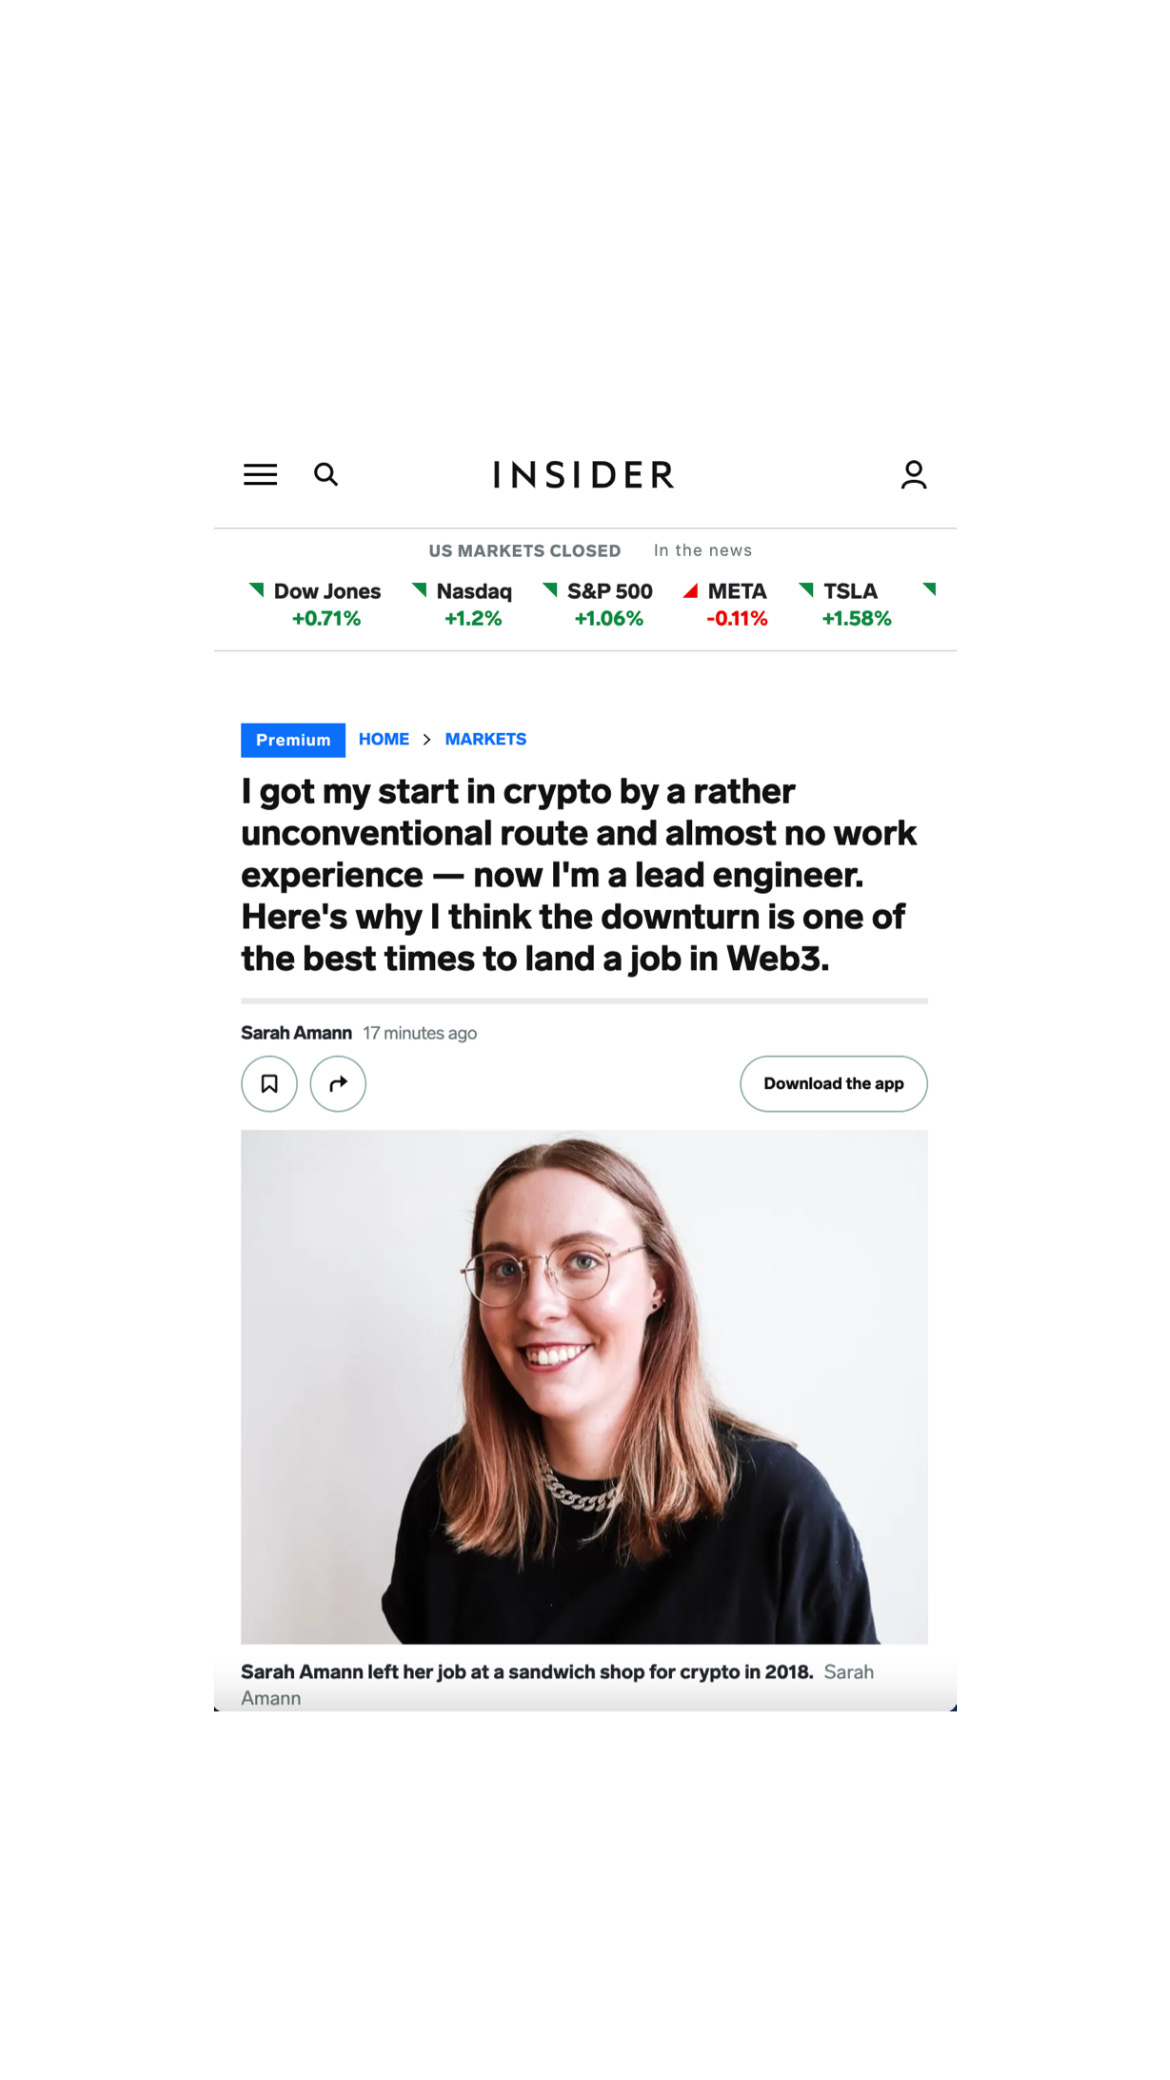 INSIDER
US MARKETS CLOSED In the news
Dow Jones Nasdaq S&P 500 META TSLA
+0.71% +1.2% +1.06% -0.11% +1.58%
Premium HOME > MARKETS
I got my start in crypto by a rather
unconventional route and almost no work
experience — now I'm a lead engineer.
Here's why I think the downturn is one of
the best times to land a job in Web3.
Sarah Amann 17 minutes ago
Download the app
Sarah Amann left her job at a sandwich shop for crypto in 2018. Sarah
Amann